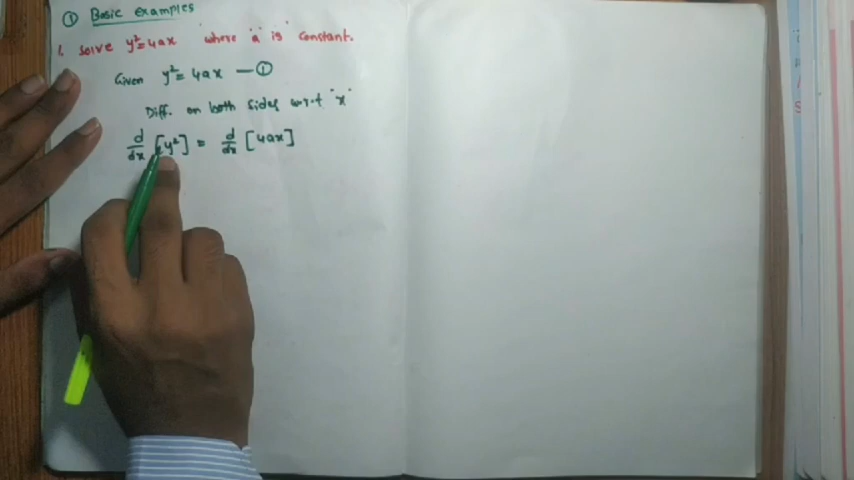 ① Basic examples
1. Solve y²=4ax where "a" is constant.
Given y²= 4ax — ①
Diff. on both sides w.r.t "x"
d/dx [y²] = d/dx [4ax]